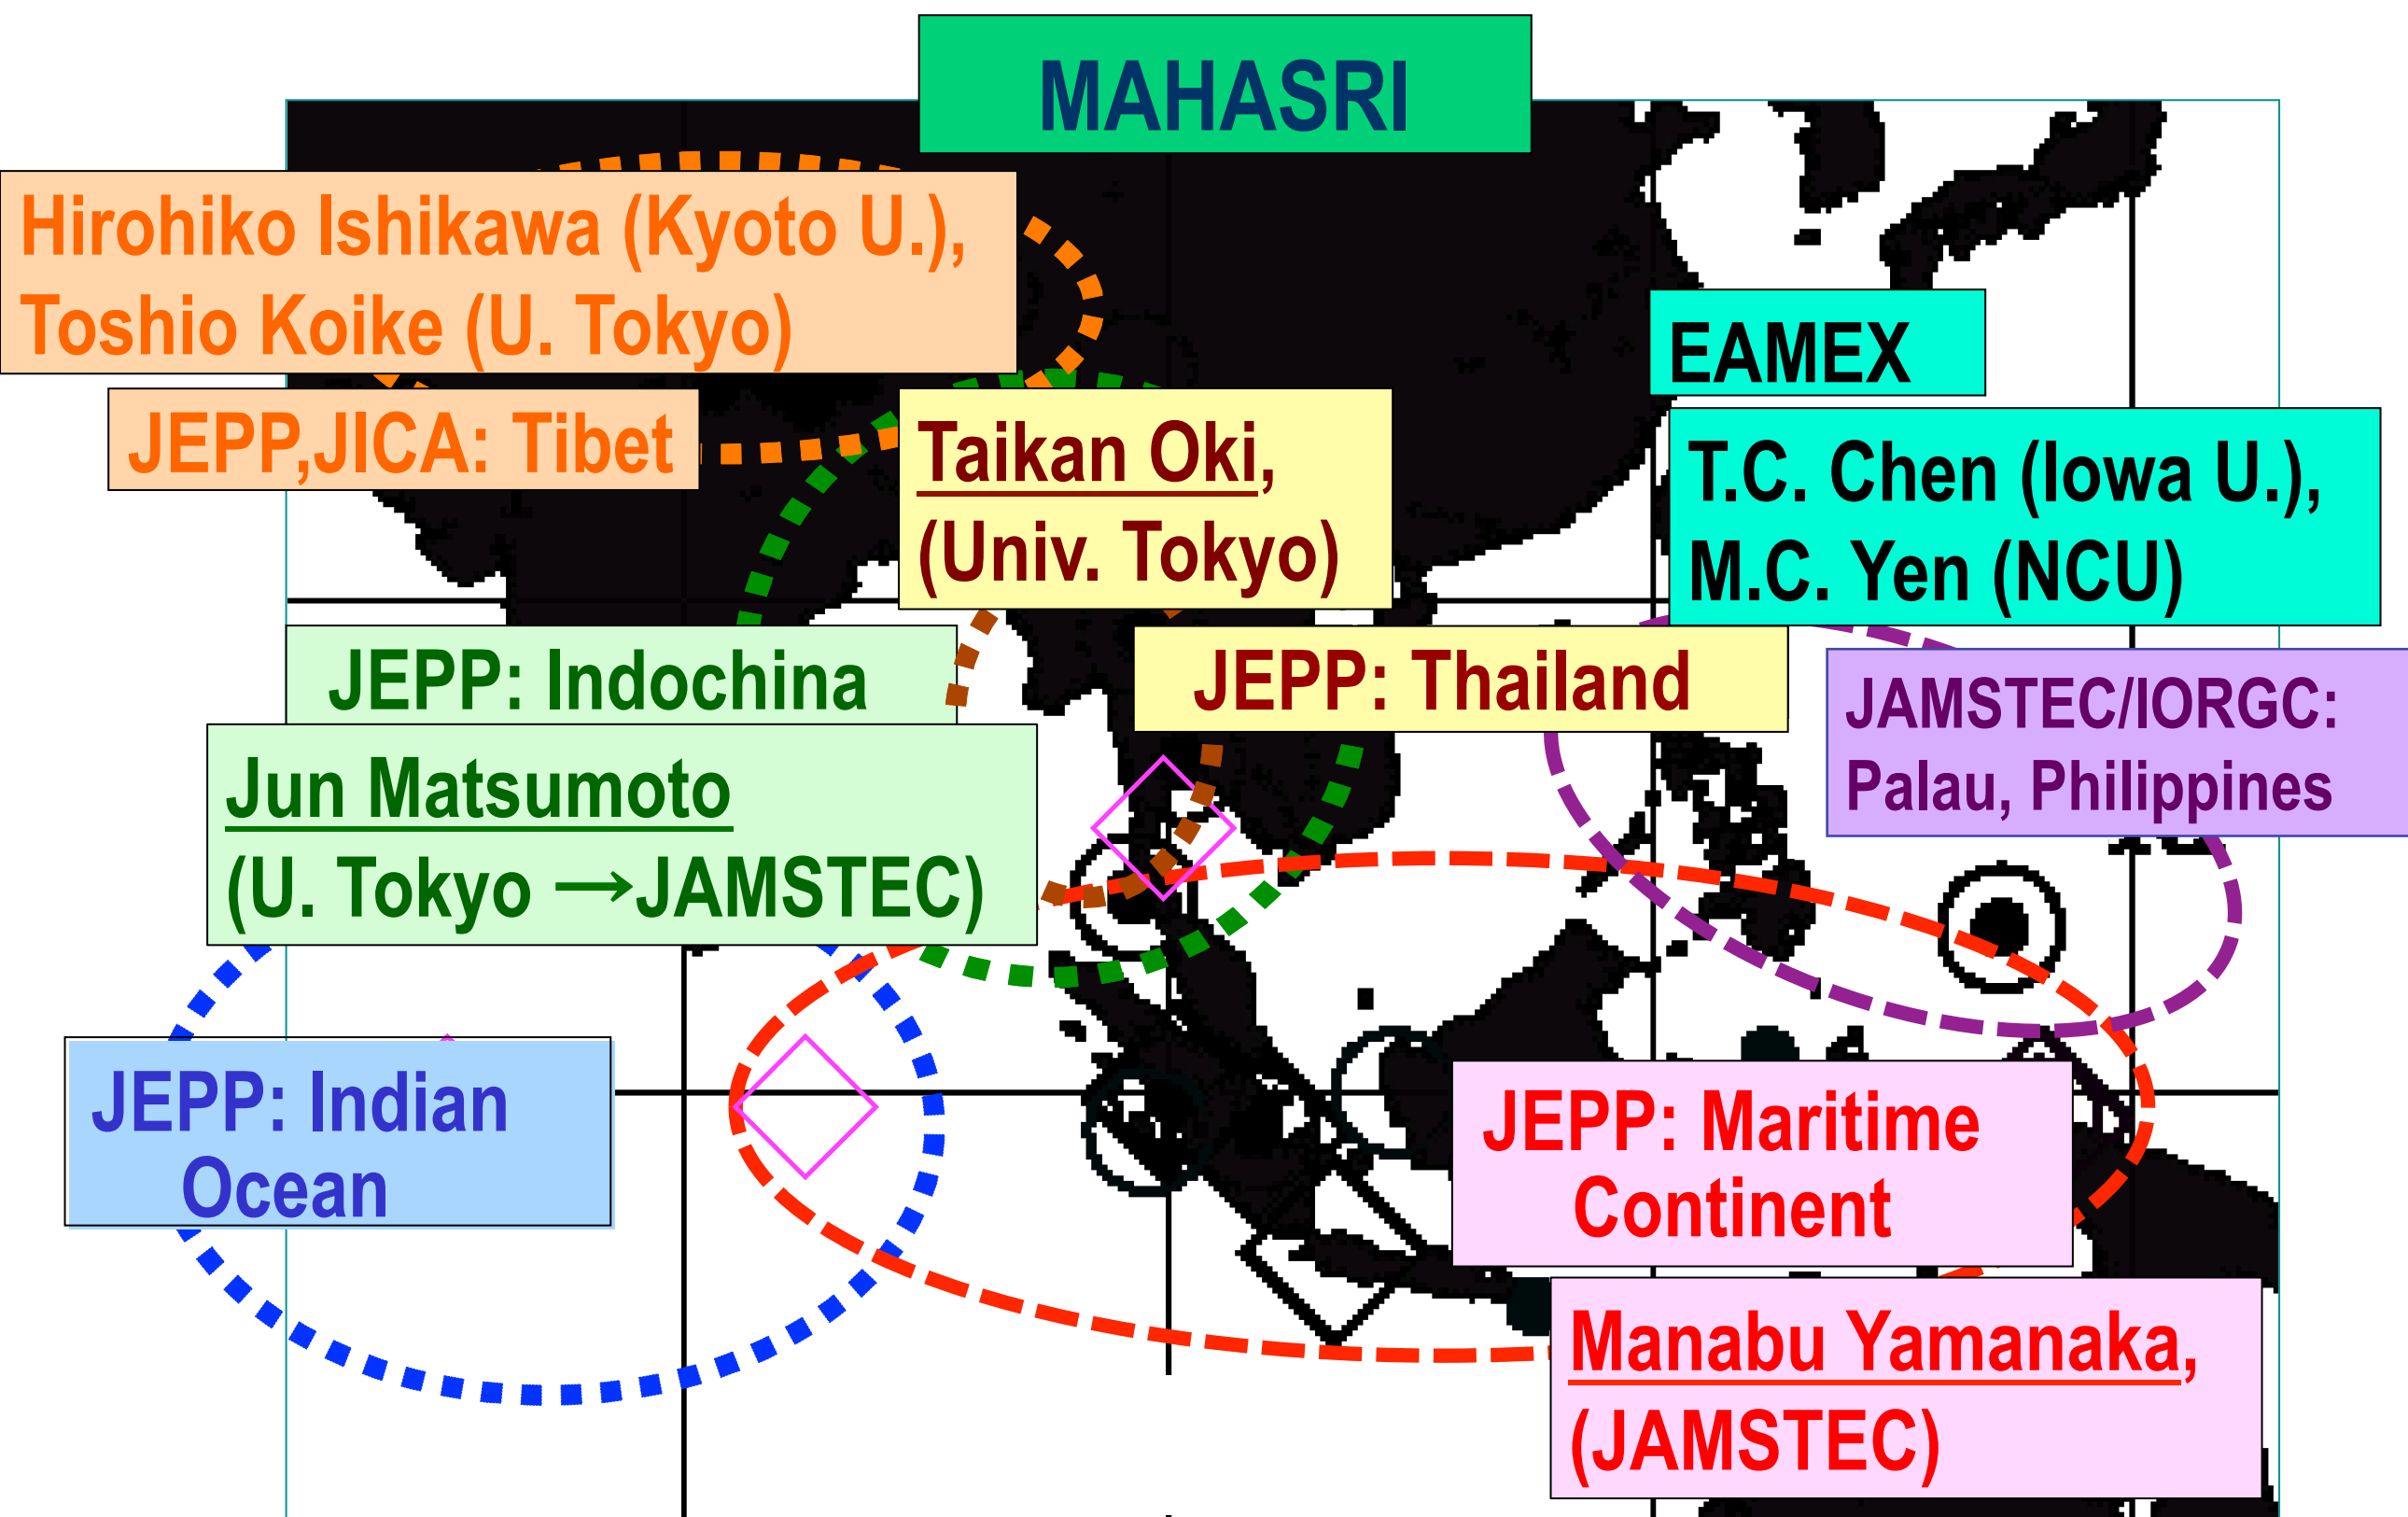 MAHASRI
Hirohiko Ishikawa (Kyoto U.),
Toshio Koike (U. Tokyo)
JEPP,JICA: Tibet
EAMEX
T.C. Chen (Iowa U.),
M.C. Yen (NCU)
Taikan Oki,
(Univ. Tokyo)
JEPP: Thailand
JEPP: Indochina
Jun Matsumoto
(U. Tokyo →JAMSTEC)
JAMSTEC/IORGC:
Palau, Philippines
JEPP: Indian
Ocean
JEPP: Maritime
Continent
Manabu Yamanaka,
(JAMSTEC)